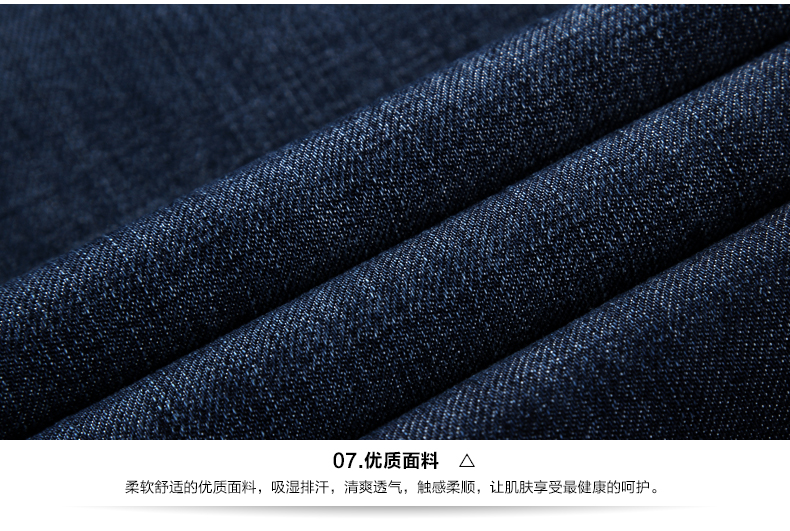 07.优质面料 △
柔软舒适的优质面料，吸湿排汗，清爽透气，触感柔顺，让肌肤享受最健康的呵护。